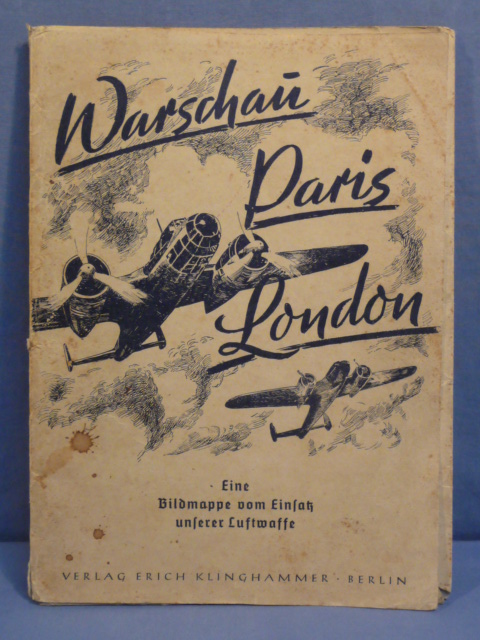 Warschau
Paris
London
Eine
Bildmappe vom Einsatz
unserer Luftwaffe
VERLAG ERICH KLINGHAMMER · BERLIN